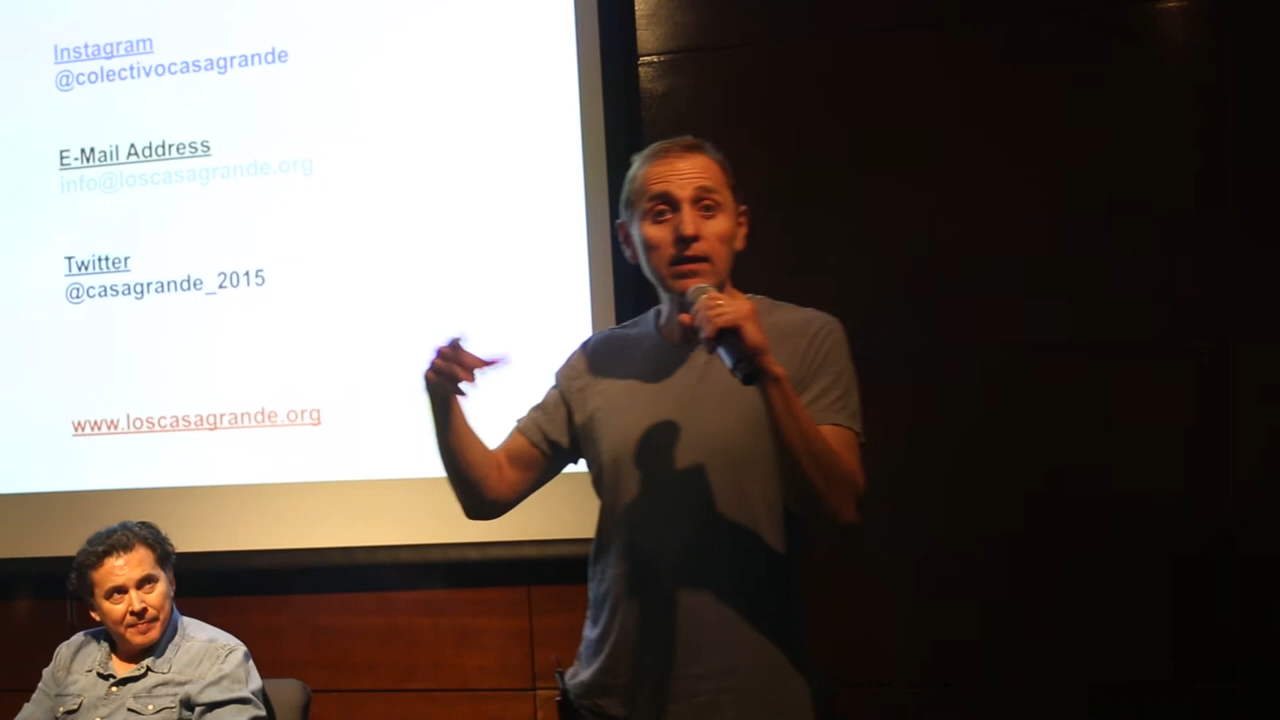 Instagram
@colectivocasagrande
E-Mail Address
info@loscasagrande.org
Twitter
@casagrande_2015
www.loscasagrande.org